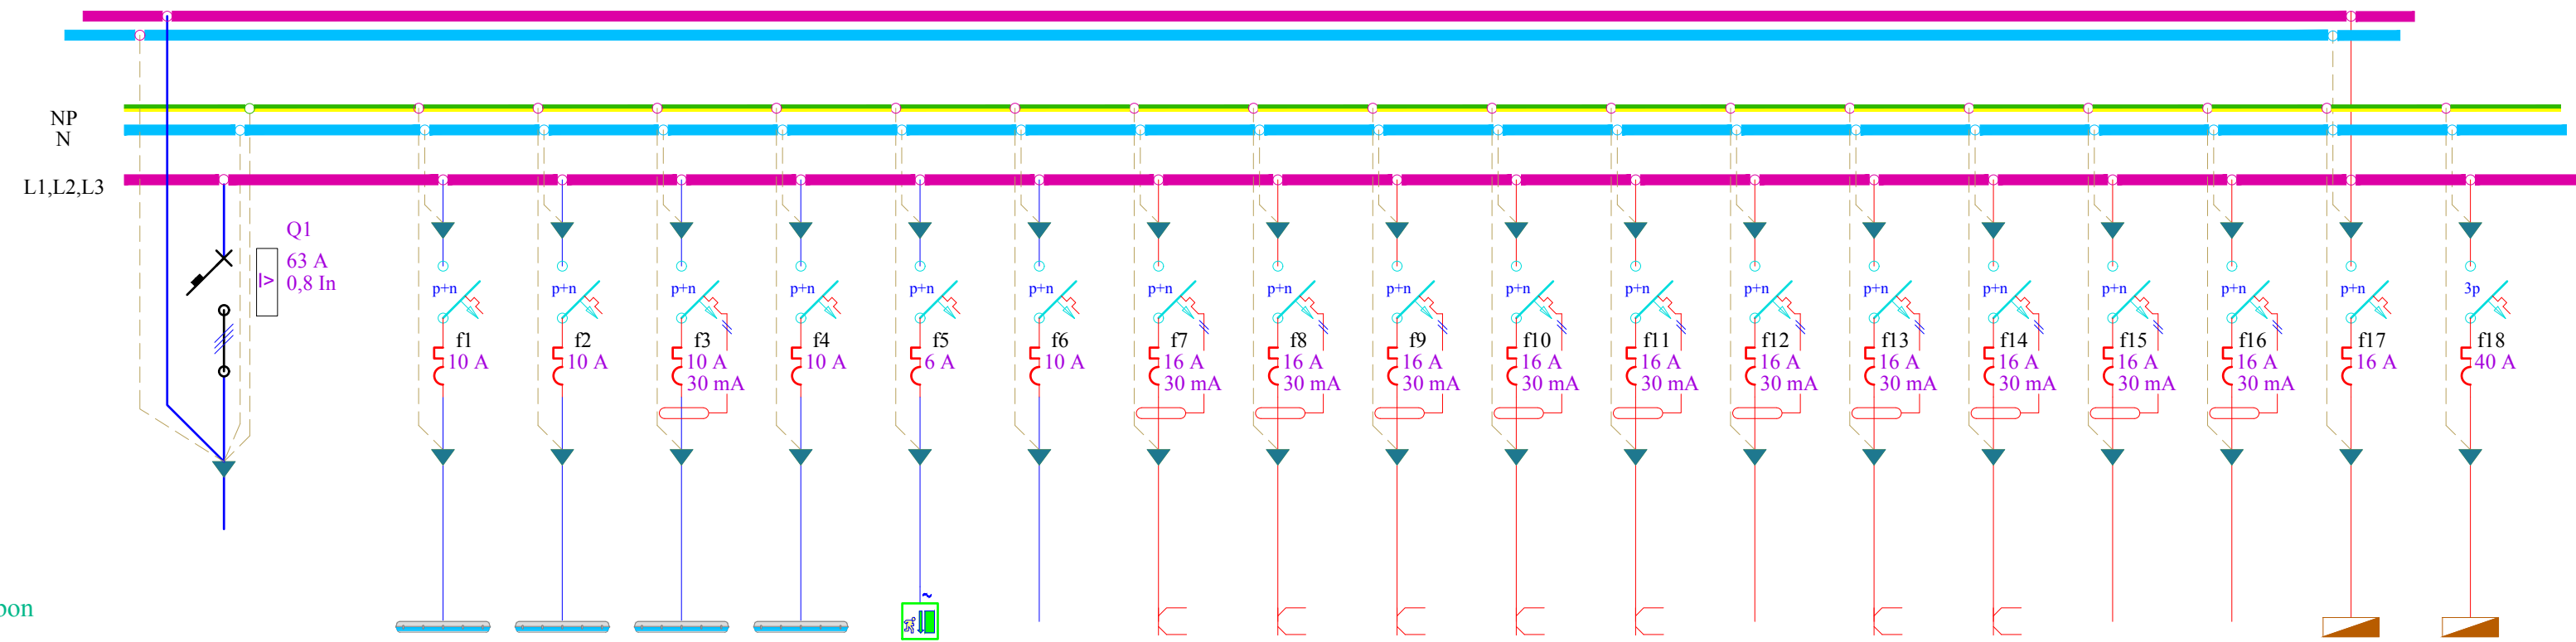 NP
N
L1,L2,L3
Q1
63 A
0,8 In
I>
p+n p+n p+n p+n p+n p+n p+n p+n p+n p+n p+n p+n p+n p+n p+n p+n p+n 3p
f1 f2 f3 f4 f5 f6 f7 f8 f9 f10 f11 f12 f13 f14 f15 f16 f17 f18
10 A 10 A 10 A 10 A 6 A 10 A 16 A 16 A 16 A 16 A 16 A 16 A 16 A 16 A 16 A 16 A 16 A 40 A
30 mA 30 mA 30 mA 30 mA 30 mA 30 mA 30 mA 30 mA 30 mA 30 mA 30 mA
~